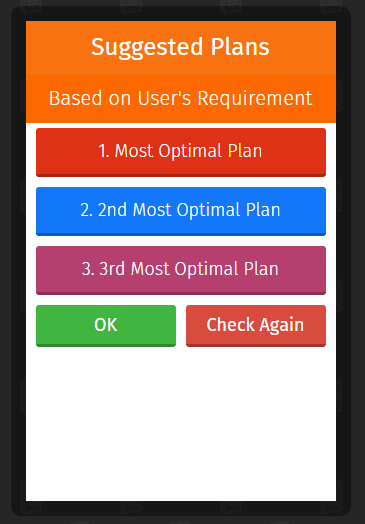 Suggested Plans
Based on User's Requirement
1. Most Optimal Plan
2. 2nd Most Optimal Plan
3. 3rd Most Optimal Plan
OK
Check Again